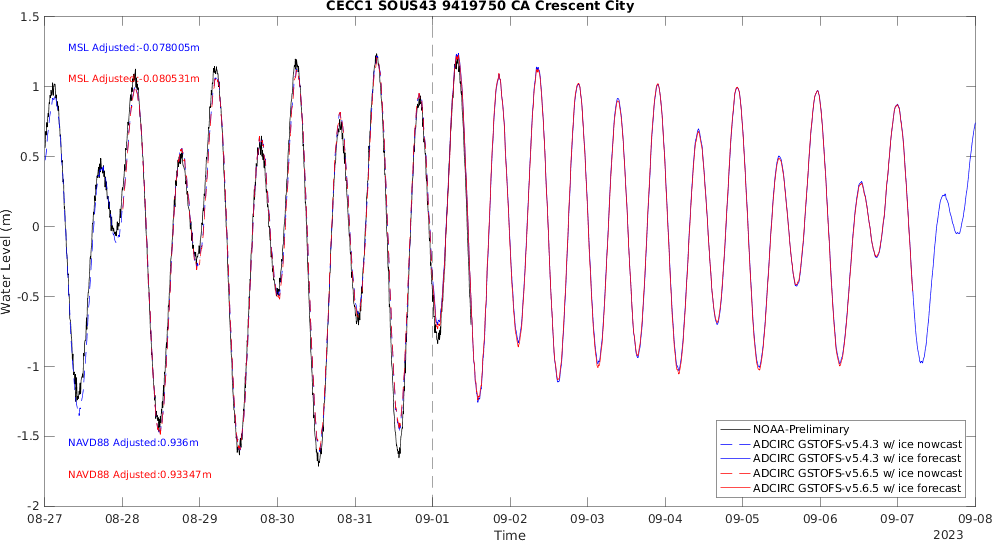 CECC1 SOUS43 9419750 CA Crescent City
1.5
1
0.5
0
-0.5
-1
-1.5
-2
Water Level (m)
MSL Adjusted:-0.078005m
MSL Adjusted:-0.080531m
NAVD88 Adjusted:0.936m
NAVD88 Adjusted:0.93347m
NOAA-Preliminary
ADCIRC GSTOFS-v5.4.3 w/ ice nowcast
ADCIRC GSTOFS-v5.4.3 w/ ice forecast
ADCIRC GSTOFS-v5.6.5 w/ ice nowcast
ADCIRC GSTOFS-v5.6.5 w/ ice forecast
08-27 08-28 08-29 08-30 08-31 09-01 09-02 09-03 09-04 09-05 09-06 09-07 09-08
Time
2023